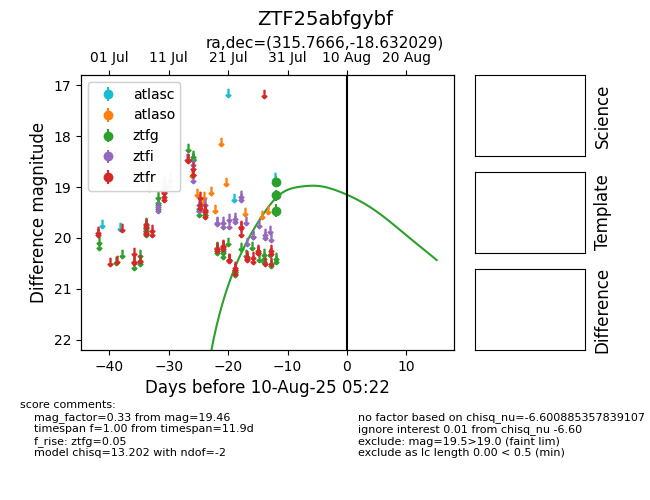 ZTF25abfgybf
ra,dec=(315.7666,-18.632029)
01 Jul 11 Jul 21 Jul 31 Jul 10 Aug 20 Aug
atlasc
atlaso
ztfg
ztfi
ztfr
17
18
19
20
21
22
Difference magnitude
−40 −30 −20 −10 0 10
Days before 10-Aug-25 05:22
Science
Template
Difference
score comments:
mag_factor=0.33 from mag=19.46
timespan f=1.00 from timespan=11.9d
f_rise: ztfg=0.05
model chisq=13.202 with ndof=-2
no factor based on chisq_nu=-6.600885357839107
ignore interest 0.01 from chisq_nu -6.60
exclude: mag=19.5>19.0 (faint lim)
exclude as lc length 0.00 < 0.5 (min)